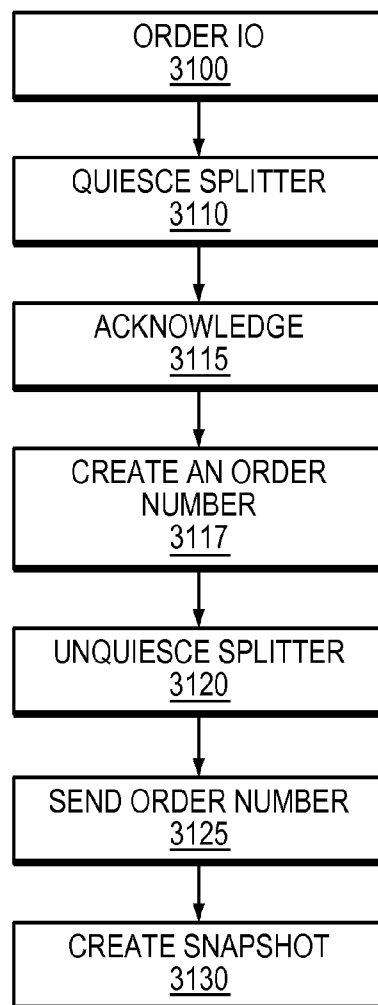 ORDER IO
3100
QUIESCE SPLITTER
3110
ACKNOWLEDGE
3115
CREATE AN ORDER
NUMBER
3117
UNQUIESCE SPLITTER
3120
SEND ORDER NUMBER
3125
CREATE SNAPSHOT
3130